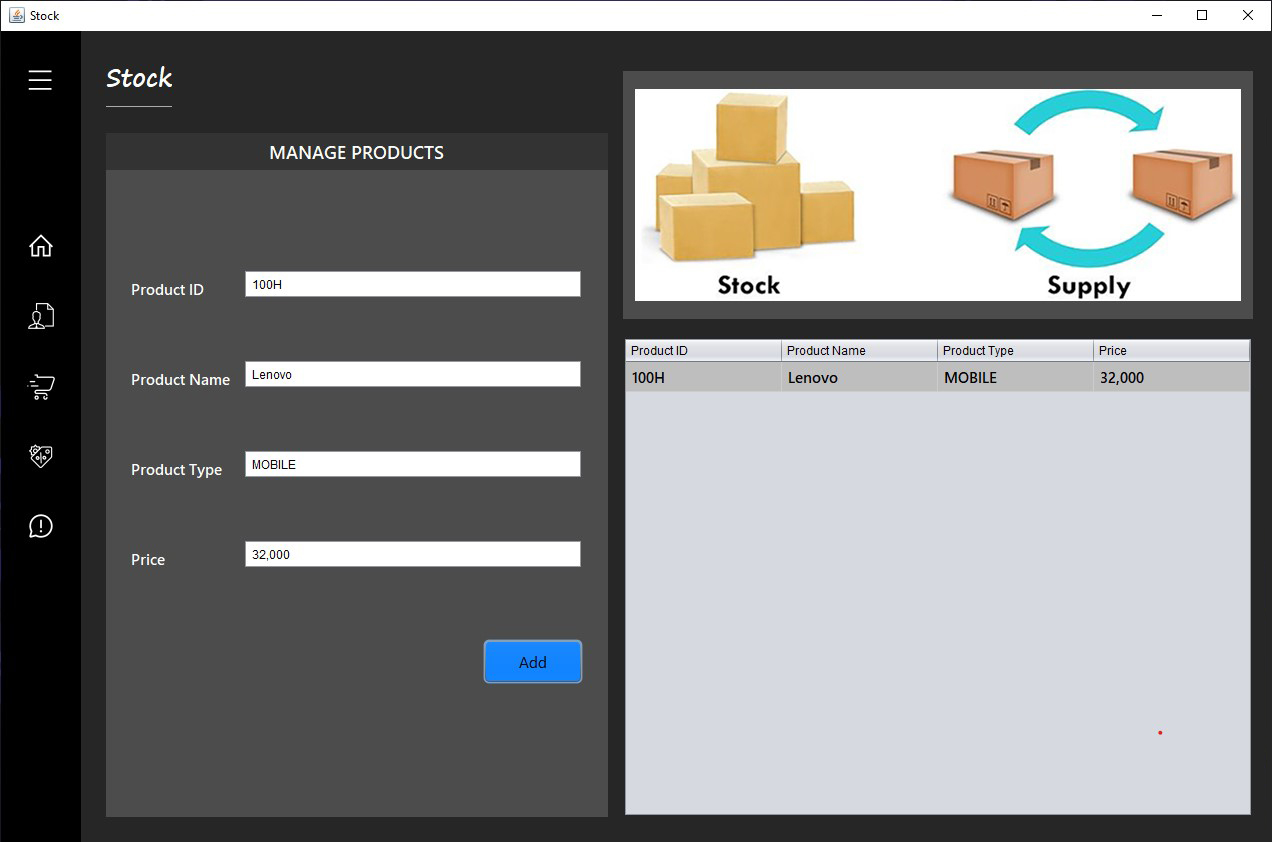 Stock
Stock
MANAGE PRODUCTS
Product ID 100H
Product Name Lenovo
Product Type MOBILE
Price 32,000
Add
Stock Supply
Product ID Product Name Product Type Price
100H Lenovo MOBILE 32,000